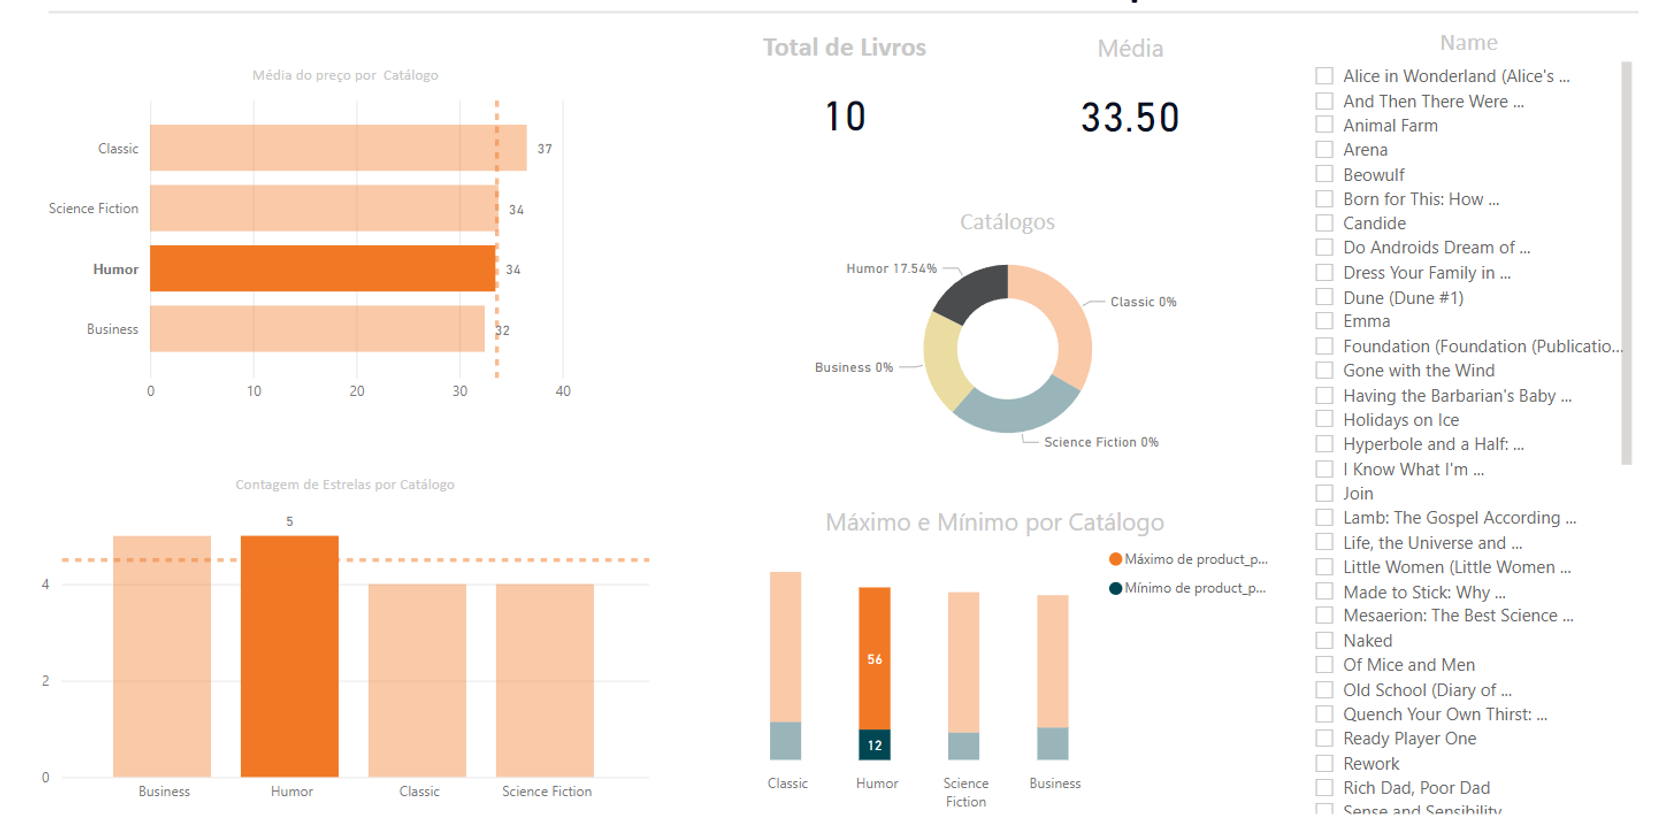 Média do preço por Catálogo
Classic
37
Science Fiction
34
Humor
34
Business
32
0 10 20 30 40
Contagem de Estrelas por Catálogo
5
4
2
0
Business Humor Classic Science Fiction
Total de Livros
10
Média
33.50
Catálogos
Humor 17.54%
Classic 0%
Business 0%
Science Fiction 0%
Máximo e Mínimo por Catálogo
Máximo de product_p...
Mínimo de product_p...
56
12
Classic Humor Science Fiction Business
Name
Alice in Wonderland (Alice's ...
And Then There Were ...
Animal Farm
Arena
Beowulf
Born for This: How ...
Candide
Do Androids Dream of ...
Dress Your Family in ...
Dune (Dune #1)
Emma
Foundation (Foundation (Publicatio...
Gone with the Wind
Having the Barbarian's Baby ...
Holidays on Ice
Hyperbole and a Half: ...
I Know What I'm ...
Join
Lamb: The Gospel According ...
Life, the Universe and ...
Little Women (Little Women ...
Made to Stick: Why ...
Mesaerion: The Best Science ...
Naked
Of Mice and Men
Old School (Diary of ...
Quench Your Own Thirst: ...
Ready Player One
Rework
Rich Dad, Poor Dad
Sense and Sensibility